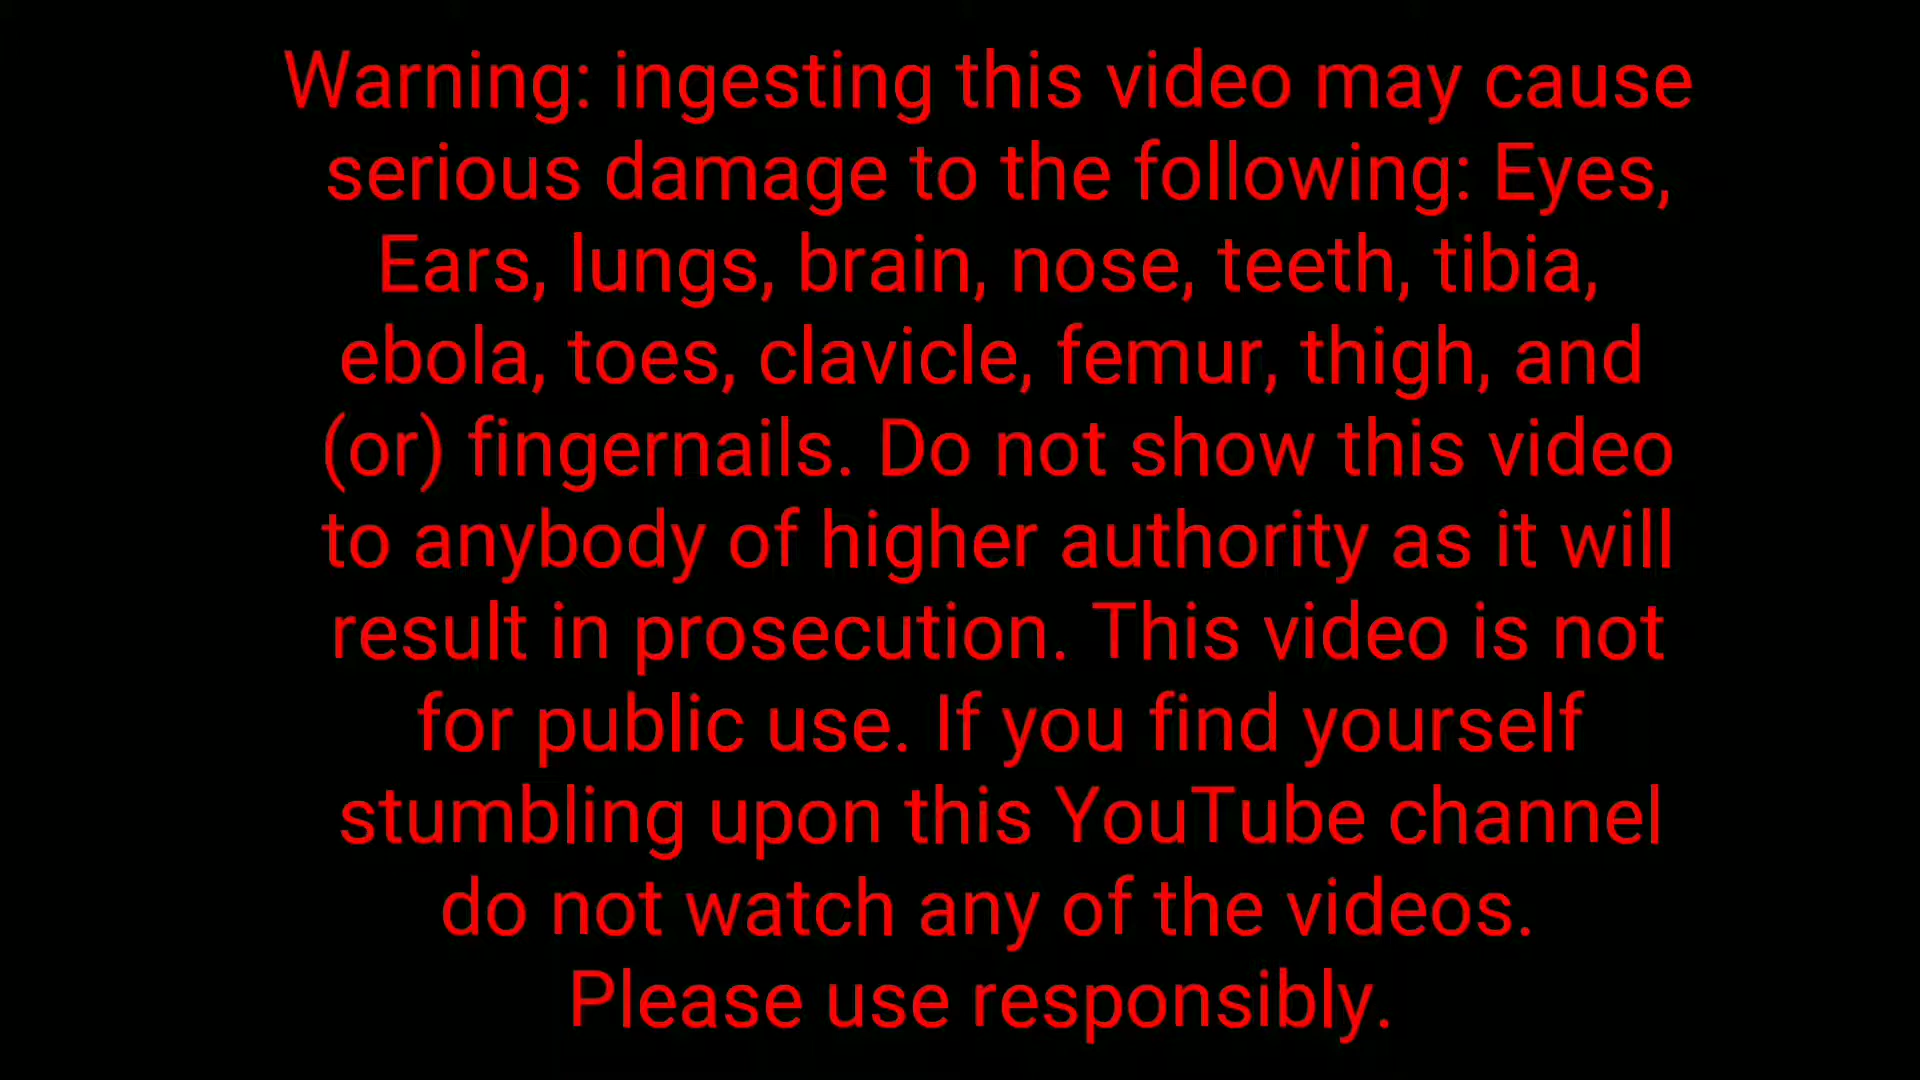 Warning: ingesting this video may cause
serious damage to the following: Eyes,
Ears, lungs, brain, nose, teeth, tibia,
ebola, toes, clavicle, femur, thigh, and
(or) fingernails. Do not show this video
to anybody of higher authority as it will
result in prosecution. This video is not
for public use. If you find yourself
stumbling upon this YouTube channel
do not watch any of the videos.
Please use responsibly.